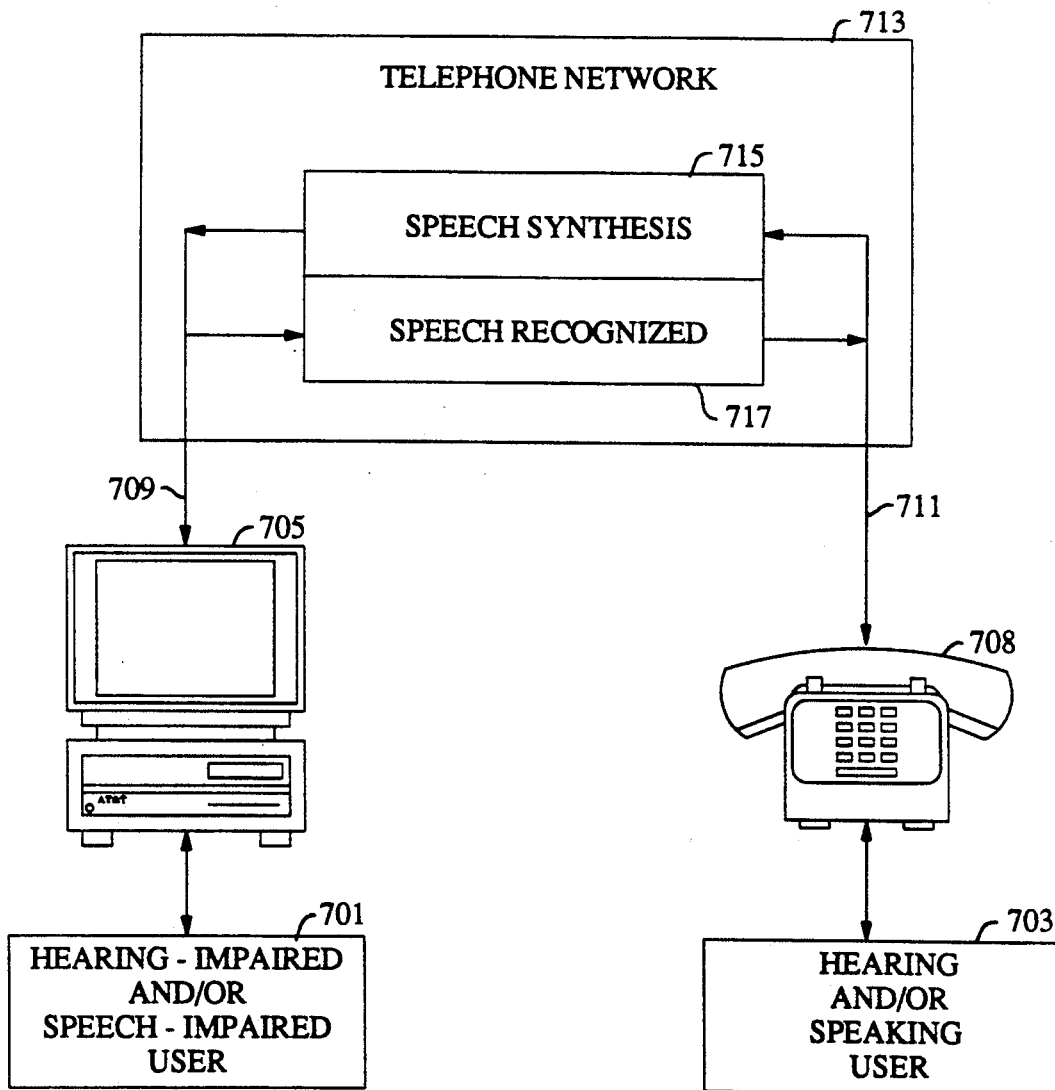 713
TELEPHONE NETWORK
715
SPEECH SYNTHESIS
SPEECH RECOGNIZED
717
709
711
705
708
AT&T
701
HEARING - IMPAIRED
AND/OR
SPEECH - IMPAIRED
USER
703
HEARING
AND/OR
SPEAKING
USER